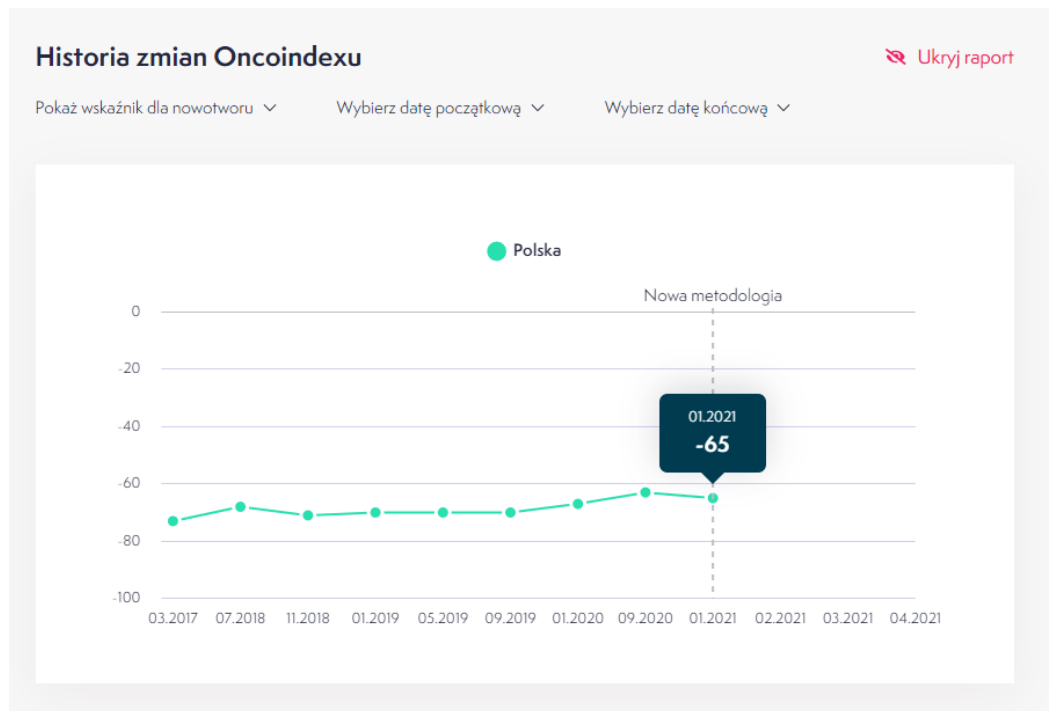 Historia zmian Oncoindexu
Ukryj raport
Pokaż wskaźnik dla nowotworu
Wybierz datę początkową
Wybierz datę końcową
Polska
Nowa metodologia
0
-20
-40
01.2021
-65
-60
-80
-100
03.2017 07.2018 11.2018 01.2019 05.2019 09.2019 01.2020 09.2020 01.2021 02.2021 03.2021 04.2021